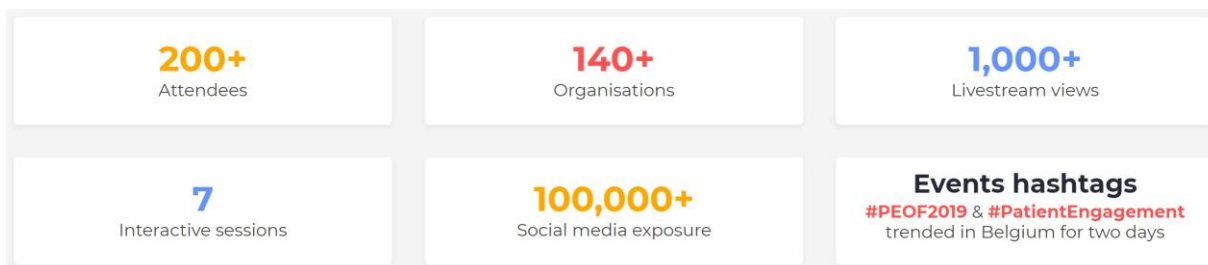 200+
Attendees
140+
Organisations
1,000+
Livestream views
7
Interactive sessions
100,000+
Social media exposure
Events hashtags
#PEOF2019 & #PatientEngagement
trended in Belgium for two days